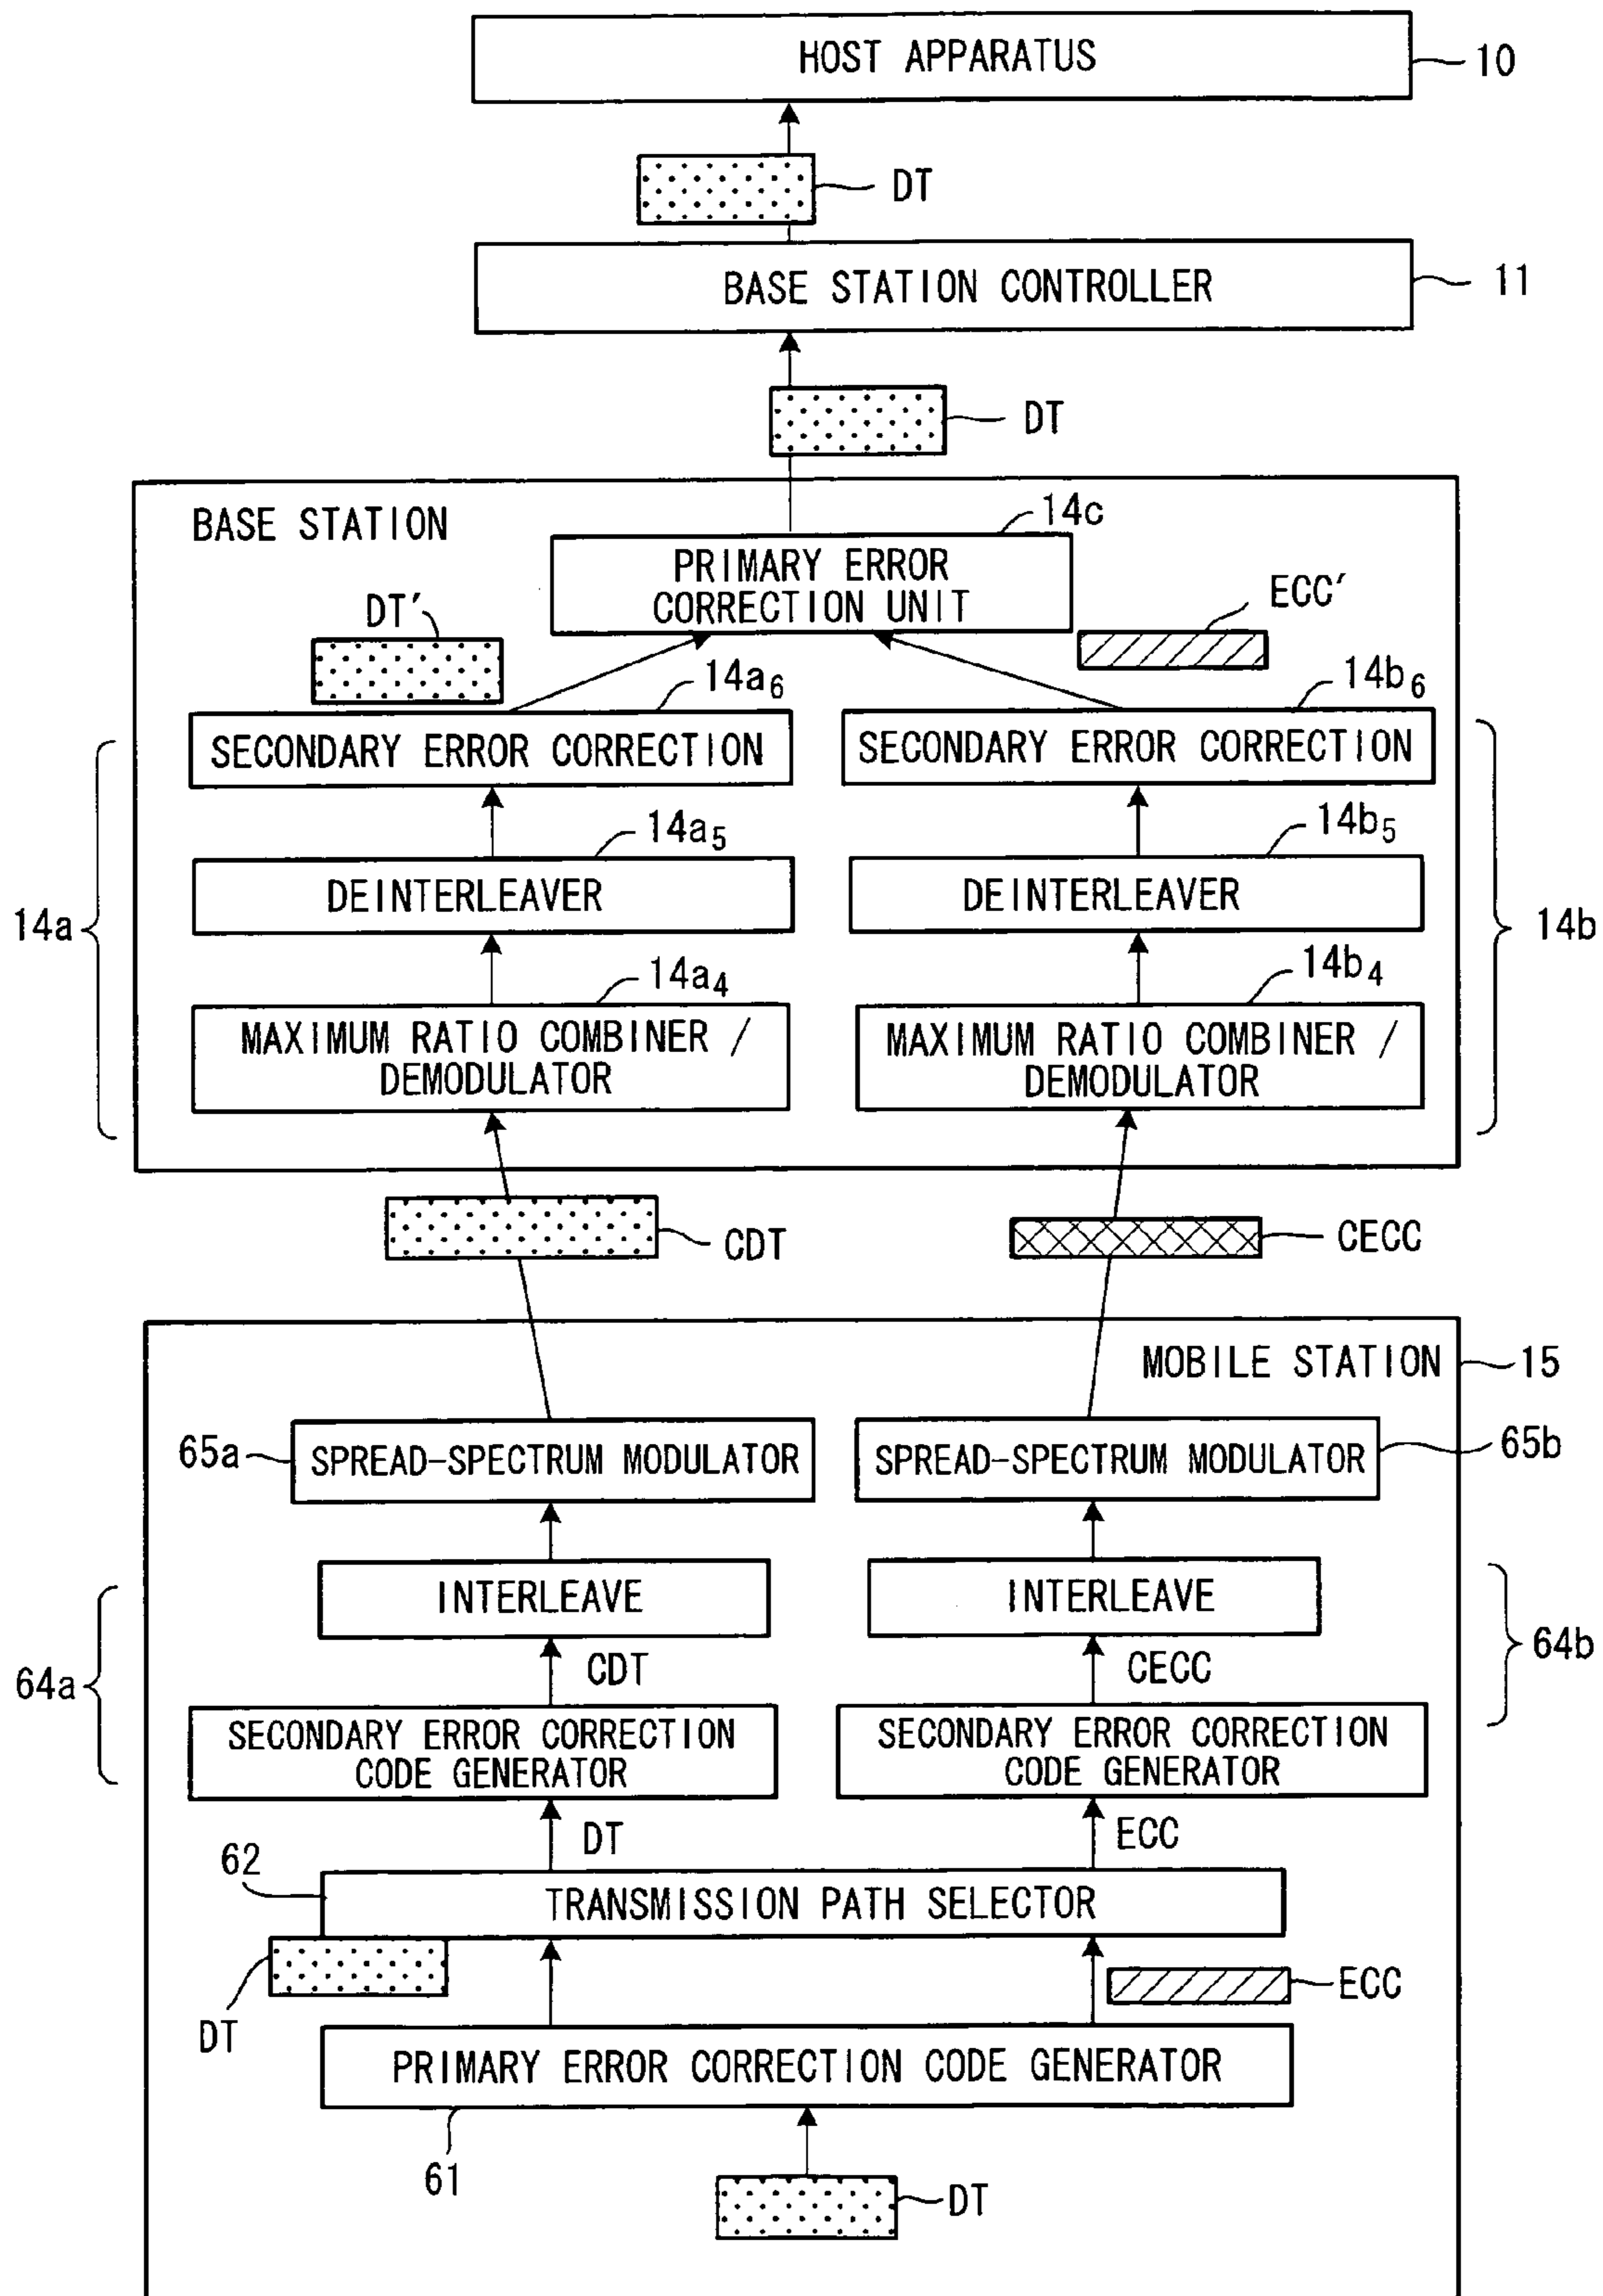 HOST APPARATUS
10
DT
BASE STATION CONTROLLER
11
DT
BASE STATION
14c
PRIMARY ERROR
CORRECTION UNIT
DT′
ECC′
14a6
14b6
SECONDARY ERROR CORRECTION
SECONDARY ERROR CORRECTION
14a5
14b5
DEINTERLEAVER
DEINTERLEAVER
14a
14b
14a4
14b4
MAXIMUM RATIO COMBINER /
DEMODULATOR
MAXIMUM RATIO COMBINER /
DEMODULATOR
CDT
CECC
MOBILE STATION
15
65a
SPREAD-SPECTRUM MODULATOR
SPREAD-SPECTRUM MODULATOR
65b
INTERLEAVE
INTERLEAVE
64a
64b
CDT
CECC
SECONDARY ERROR CORRECTION
CODE GENERATOR
SECONDARY ERROR CORRECTION
CODE GENERATOR
DT
ECC
62
TRANSMISSION PATH SELECTOR
DT
ECC
PRIMARY ERROR CORRECTION CODE GENERATOR
61
DT